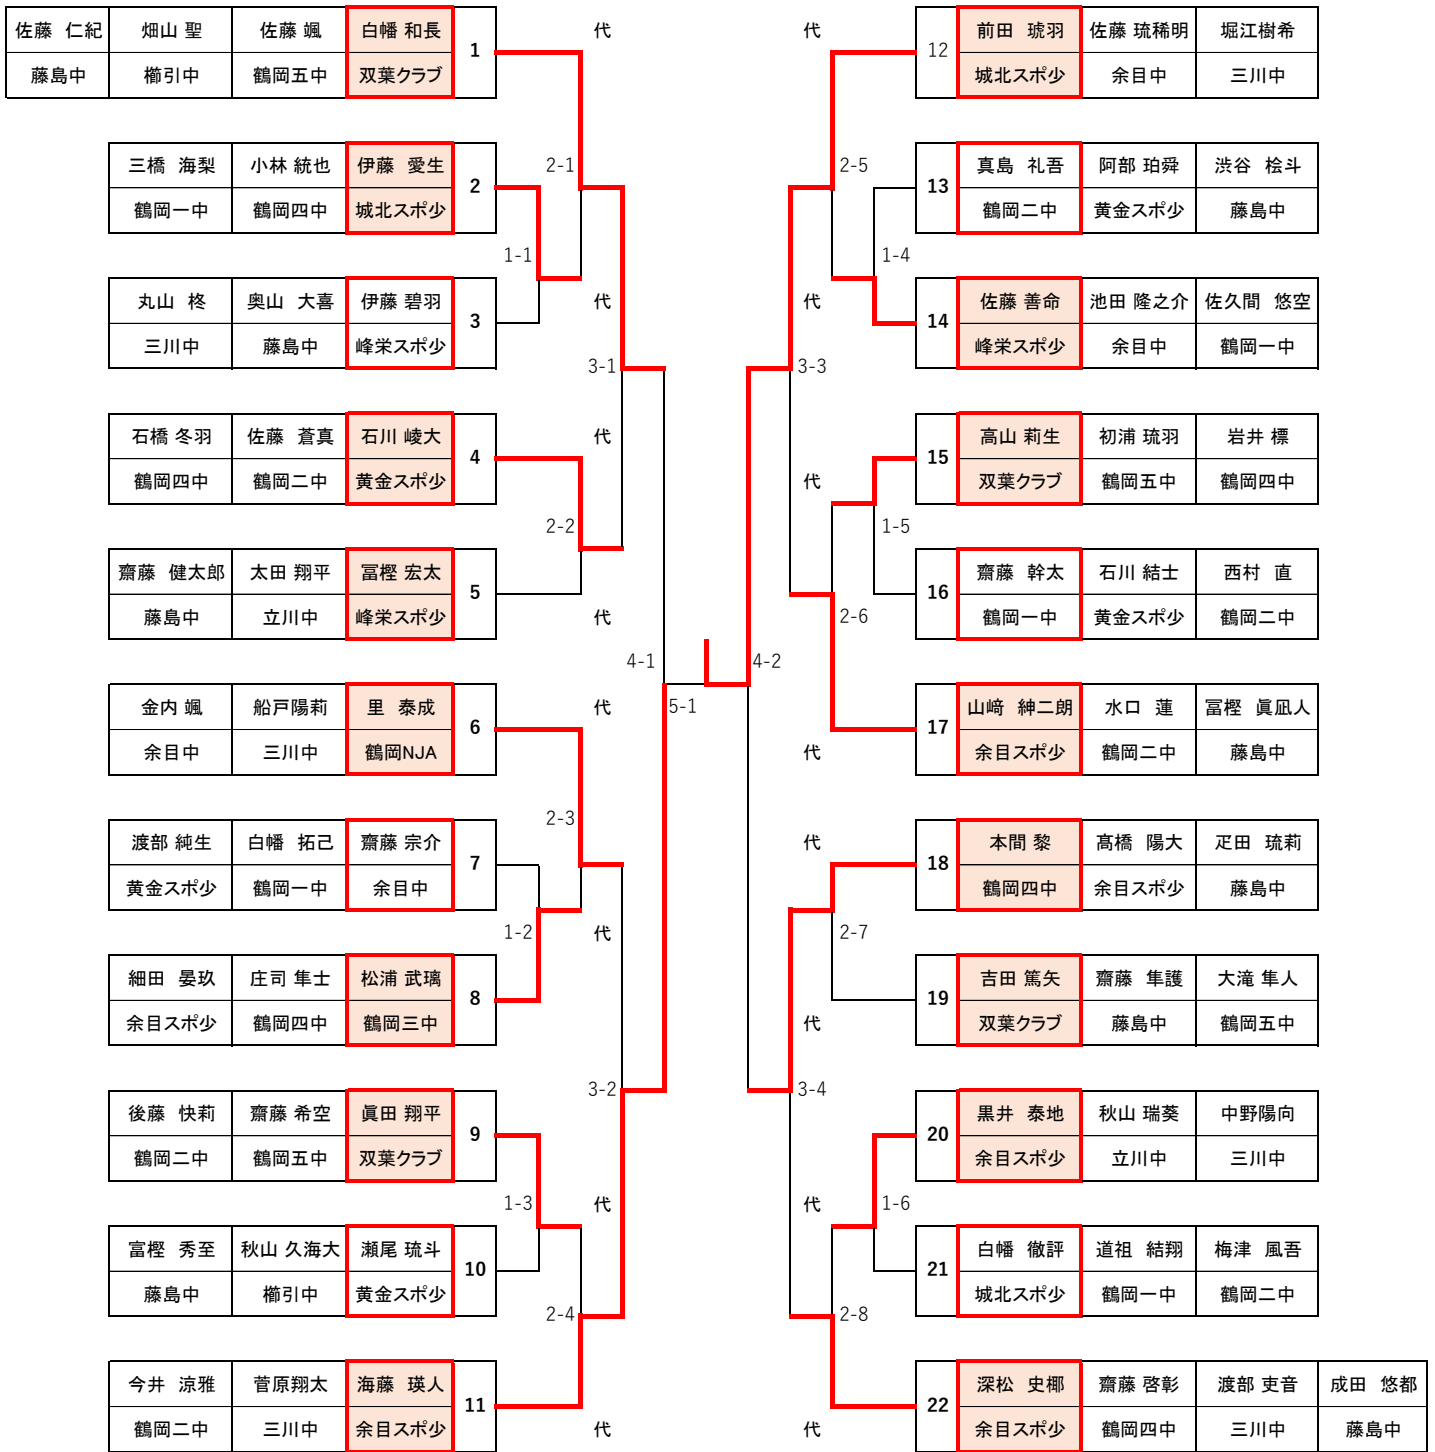 佐藤 仁紀 畑山 聖 佐藤 颯 白幡 和長 1 代
藤島中 櫛引中 鶴岡五中 双葉クラブ
三橋 海梨 小林 統也 伊藤 愛生 2 2-1
鶴岡一中 鶴岡四中 城北スポ少
1-1
丸山 柊 奥山 大喜 伊藤 碧羽 3 代
三川中 藤島中 峰栄スポ少
3-1
石橋 冬羽 佐藤 蒼真 石川 崚大 4 代
鶴岡四中 鶴岡二中 黄金スポ少
2-2
齋藤 健太郎 太田 翔平 冨樫 宏太 5
藤島中 立川中 峰栄スポ少 代
4-1
金内 颯 船戸陽莉 里 泰成 6 代
余目中 三川中 鶴岡NJA
5-1
2-3
渡部 純生 白幡 拓己 齋藤 宗介 7
黄金スポ少 鶴岡一中 余目中
1-2 代
細田 晏玖 庄司 隼士 松浦 武璃 8
余目スポ少 鶴岡四中 鶴岡三中
3-2
後藤 快莉 齋藤 希空 眞田 翔平 9
鶴岡二中 鶴岡五中 双葉クラブ
1-3 代
富樫 秀至 秋山 久海大 瀬尾 琉斗 10
藤島中 櫛引中 黄金スポ少
2-4
今井 涼雅 菅原翔太 海藤 瑛人 11
鶴岡二中 三川中 余目スポ少 代
代 12 前田 琥羽 佐藤 琉稀明 堀江樹希
城北スポ少 余目中 三川中
2-5 13 真島 礼吾 阿部 珀舜 渋谷 桧斗
鶴岡二中 黄金スポ少 藤島中
1-4
代 14 佐藤 善命 池田 隆之介 佐久間 悠空
峰栄スポ少 余目中 鶴岡一中
3-3
15 高山 莉生 初浦 琉羽 岩井 標
代 双葉クラブ 鶴岡五中 鶴岡四中
1-5
16 齋藤 幹太 石川 結士 西村 直
2-6 鶴岡一中 黄金スポ少 鶴岡二中
4-2
17 山﨑 紳二朗 水口 蓮 冨樫 眞凪人
代 余目スポ少 鶴岡二中 藤島中
代 18 本間 黎 髙橋 陽大 疋田 琉莉
鶴岡四中 余目スポ少 藤島中
2-7
19 吉田 篤矢 齋藤 隼護 大滝 隼人
代 双葉クラブ 藤島中 鶴岡五中
3-4
20 黒井 泰地 秋山 瑞葵 中野陽向
余目スポ少 立川中 三川中
代 1-6
21 白幡 徹評 道祖 結翔 梅津 風吾
城北スポ少 鶴岡一中 鶴岡二中
2-8
22 深松 史椰 齋藤 啓彰 渡部 吏音 成田 悠都
代 余目スポ少 鶴岡四中 三川中 藤島中